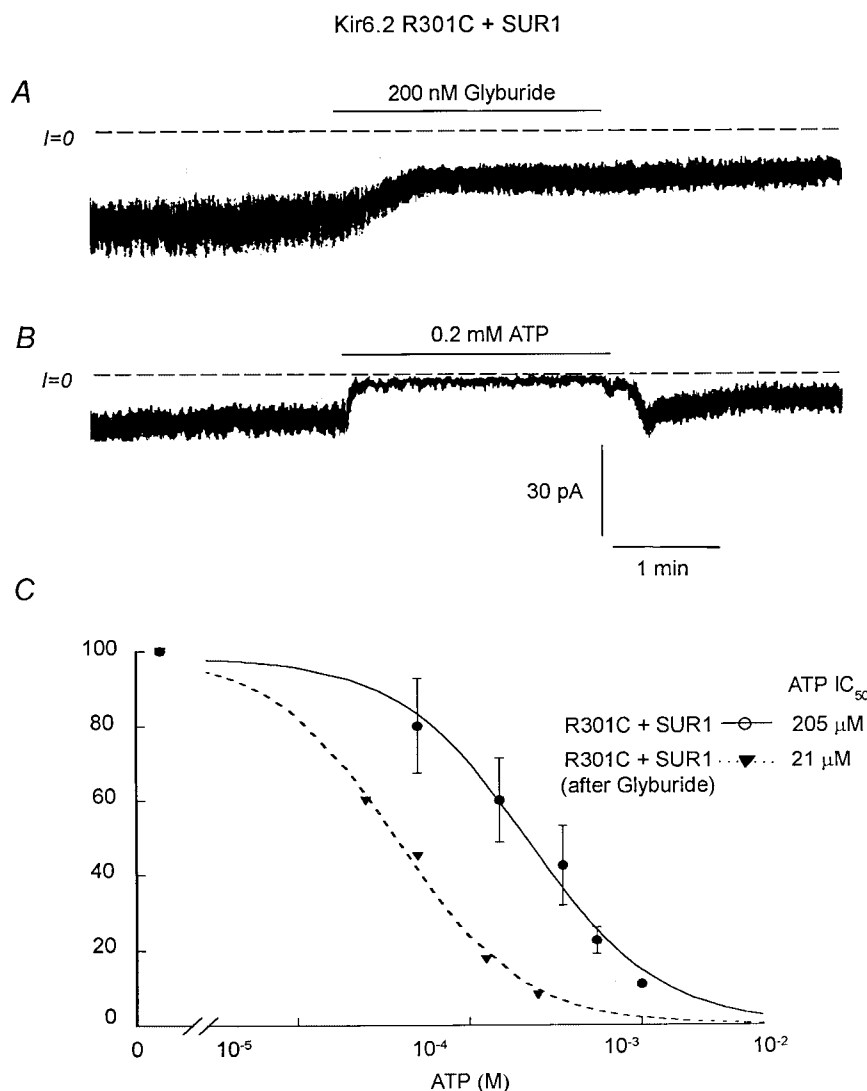 Kir6.2 R301C + SUR1
A
200 nM Glyburide
I=0
B
0.2 mM ATP
I=0
30 pA
1 min
C
100
80
60
40
20
0
ATP IC50
R301C + SUR1 205 μM
R301C + SUR1 21 μM
(after Glyburide)
0 10-5 10-4 10-3 10-2
ATP (M)